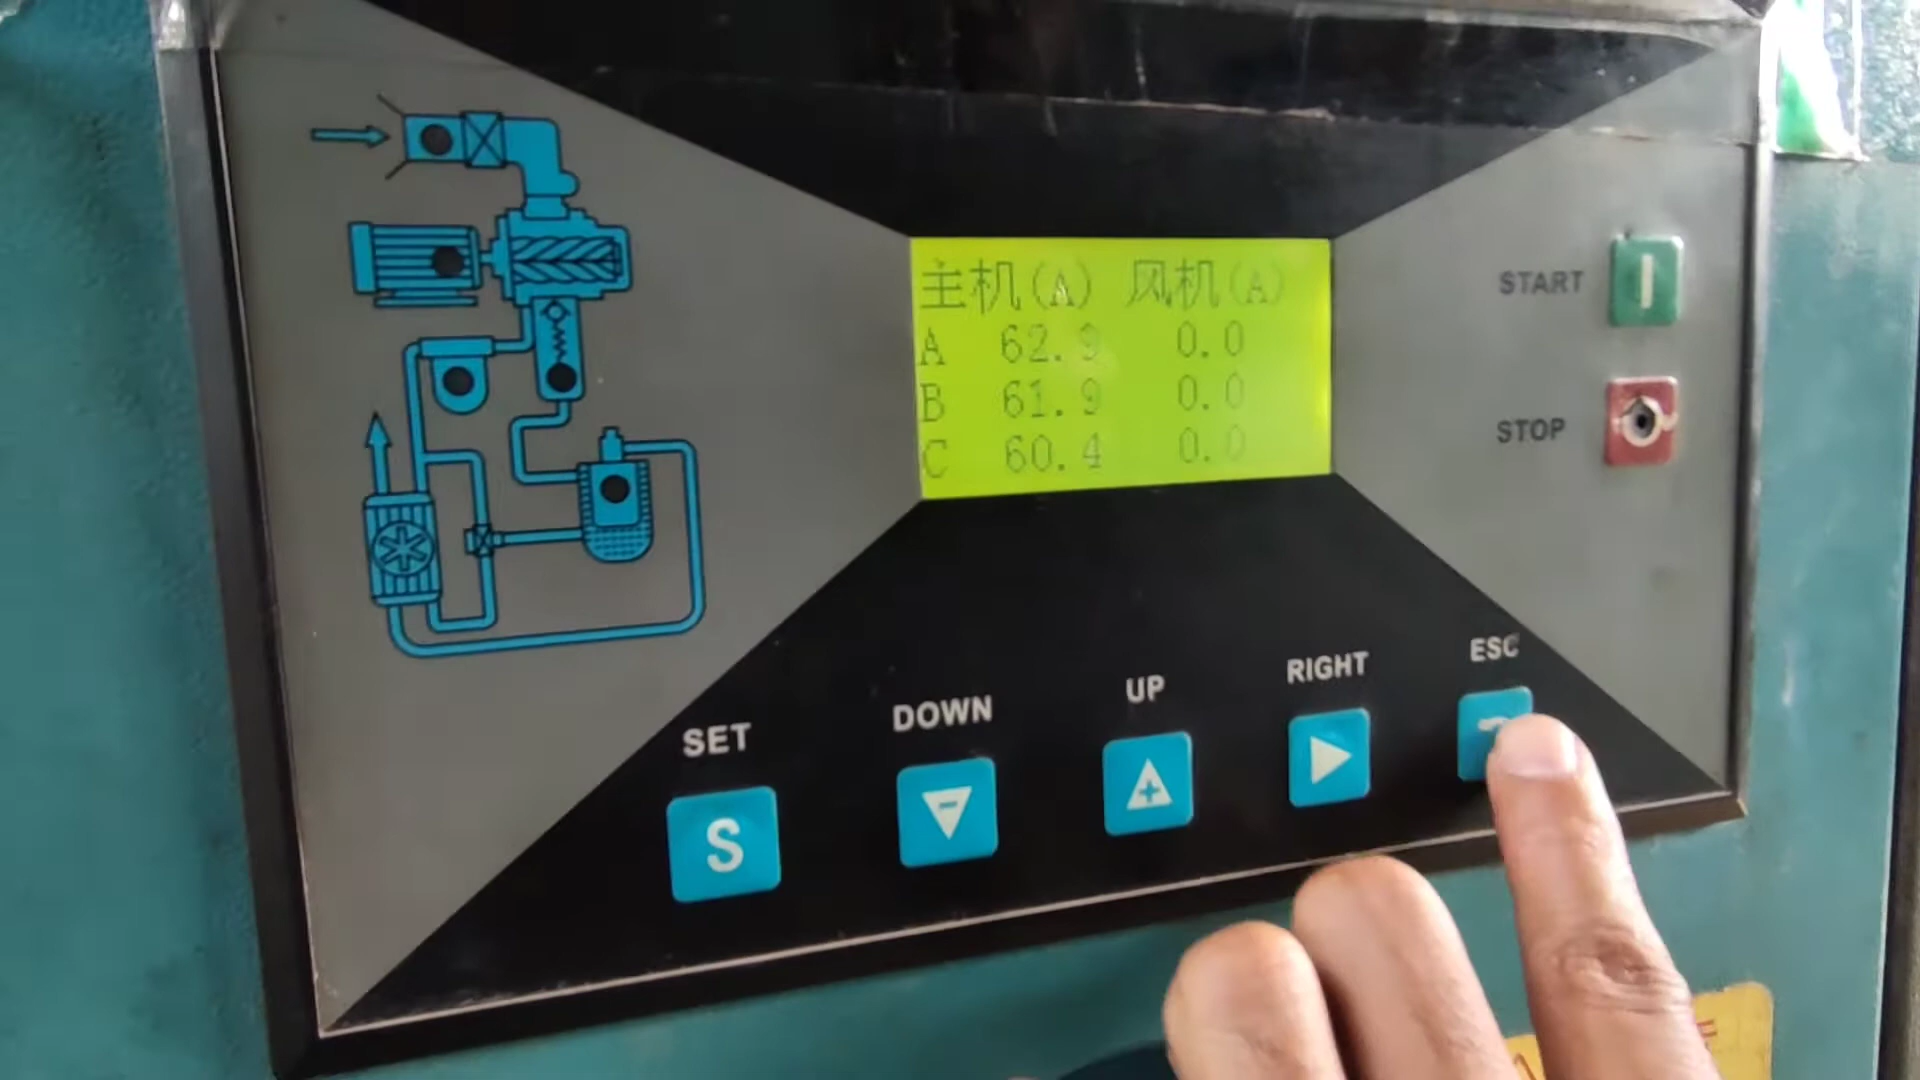 主机(A) 风机(A)
A 62.9 0.0
B 61.9 0.0
C 60.4 0.0
START
STOP
SET
DOWN
UP
RIGHT
ESC
S